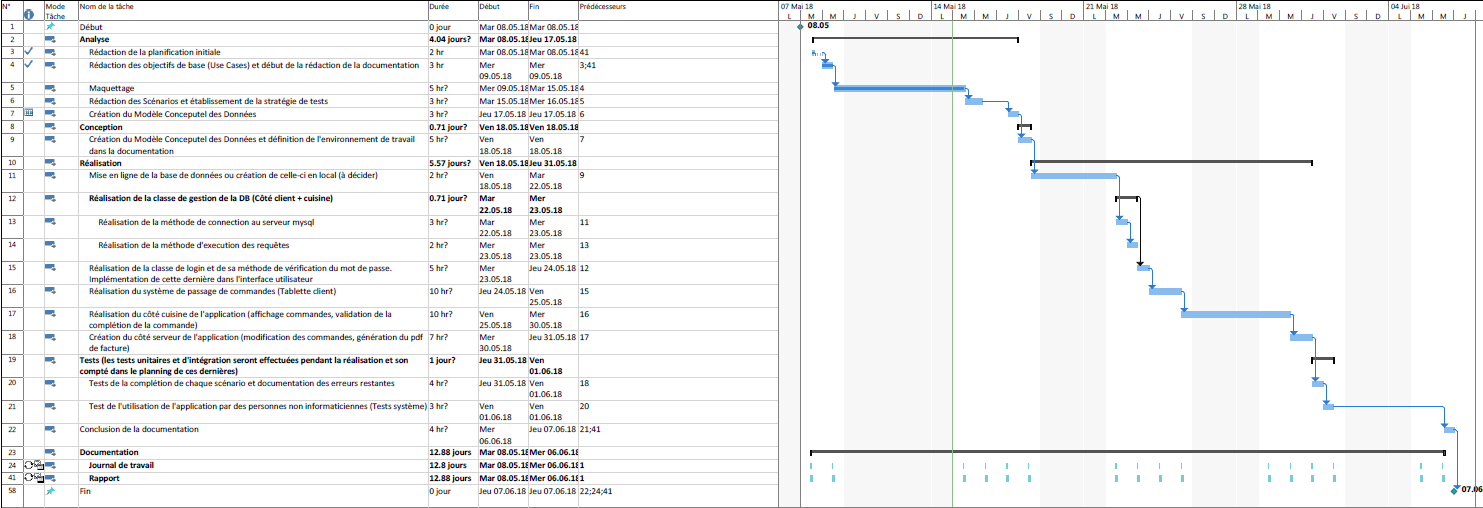 N° Mode Tâche Nom de la tâche Durée Début Fin Prédécesseurs
07 Mai 18 14 Mai 18 21 Mai 18 28 Mai 18 04 Jui 18
L M J V S D L M J V S D L M J V S D L M J V S D L M J
1 Début 0 jour Mar 08.05.18 Mar 08.05.18
08.05
2 Analyse 4.04 jours? Mar 08.05.18 Jeu 17.05.18
3 Rédaction de la planification initiale 2 hr Mar 08.05.18 Mar 08.05.18 41
4 Rédaction des objectifs de base (Use Cases) et début de la rédaction de la documentation 3 hr Mer 09.05.18 Mer 09.05.18 3;41
5 Maquettage 5 hr? Mer 09.05.18 Mar 15.05.18 4
6 Rédaction des Scénarios et établissement de la stratégie de tests 3 hr? Mar 15.05.18 Mer 16.05.18 5
7 Création du Modèle Conceputel des Données 3 hr? Jeu 17.05.18 Jeu 17.05.18 6
8 Conception 0.71 jour? Ven 18.05.18 Ven 18.05.18
9 Création du Modèle Conceputel des Données et définition de l'environnement de travail dans la documentation 5 hr? Ven 18.05.18 Ven 18.05.18 7
10 Réalisation 5.57 jours? Ven 18.05.18 Jeu 31.05.18
11 Mise en ligne de la base de données ou création de celle-ci en local (à décider) 2 hr? Ven 18.05.18 Mar 22.05.18 9
12 Réalisation de la classe de gestion de la DB (Côté client + cuisine) 0.71 jour? Mar 22.05.18 Mer 23.05.18
13 Réalisation de la méthode de connection au serveur mysql 3 hr? Mar 22.05.18 Mer 23.05.18 11
14 Réalisation de la méthode d'execution des requêtes 2 hr? Mer 23.05.18 Mer 23.05.18 13
15 Réalisation de la classe de login et de sa méthode de vérification du mot de passe. Implémentation de cette dernière dans l'interface utilisateur 5 hr? Mer 23.05.18 Jeu 24.05.18 12
16 Réalisation du système de passage de commandes (Tablette client) 10 hr? Jeu 24.05.18 Ven 25.05.18 15
17 Réalisation du côté cuisine de l'application (affichage commandes, validation de la complétion de la commande) 10 hr? Ven 25.05.18 Mer 30.05.18 16
18 Création du côté serveur de l'application (modification des commandes, génération du pdf de facture) 7 hr? Mer 30.05.18 Jeu 31.05.18 17
19 Tests (les tests unitaires et d'intégration seront effectuées pendant la réalisation et son compté dans le planning de ces dernières) 1 jour? Jeu 31.05.18 Ven 01.06.18
20 Tests de la complétion de chaque scénario et documentation des erreurs restantes 4 hr? Jeu 31.05.18 Ven 01.06.18 18
21 Test de l'utilisation de l'application par des personnes non informaticiennes (Tests système) 3 hr? Ven 01.06.18 Ven 01.06.18 20
22 Conclusion de la documentation 4 hr? Mer 06.06.18 Jeu 07.06.18 21;41
23 Documentation 12.88 jours Mar 08.05.18 Mer 06.06.18
24 Journal de travail 12.8 jours Mar 08.05.18 Mer 06.06.18 1
41 Rapport 12.88 jours Mar 08.05.18 Mer 06.06.18 1
58 Fin 0 jour Jeu 07.06.18 Jeu 07.06.18 22;24;41
07.06